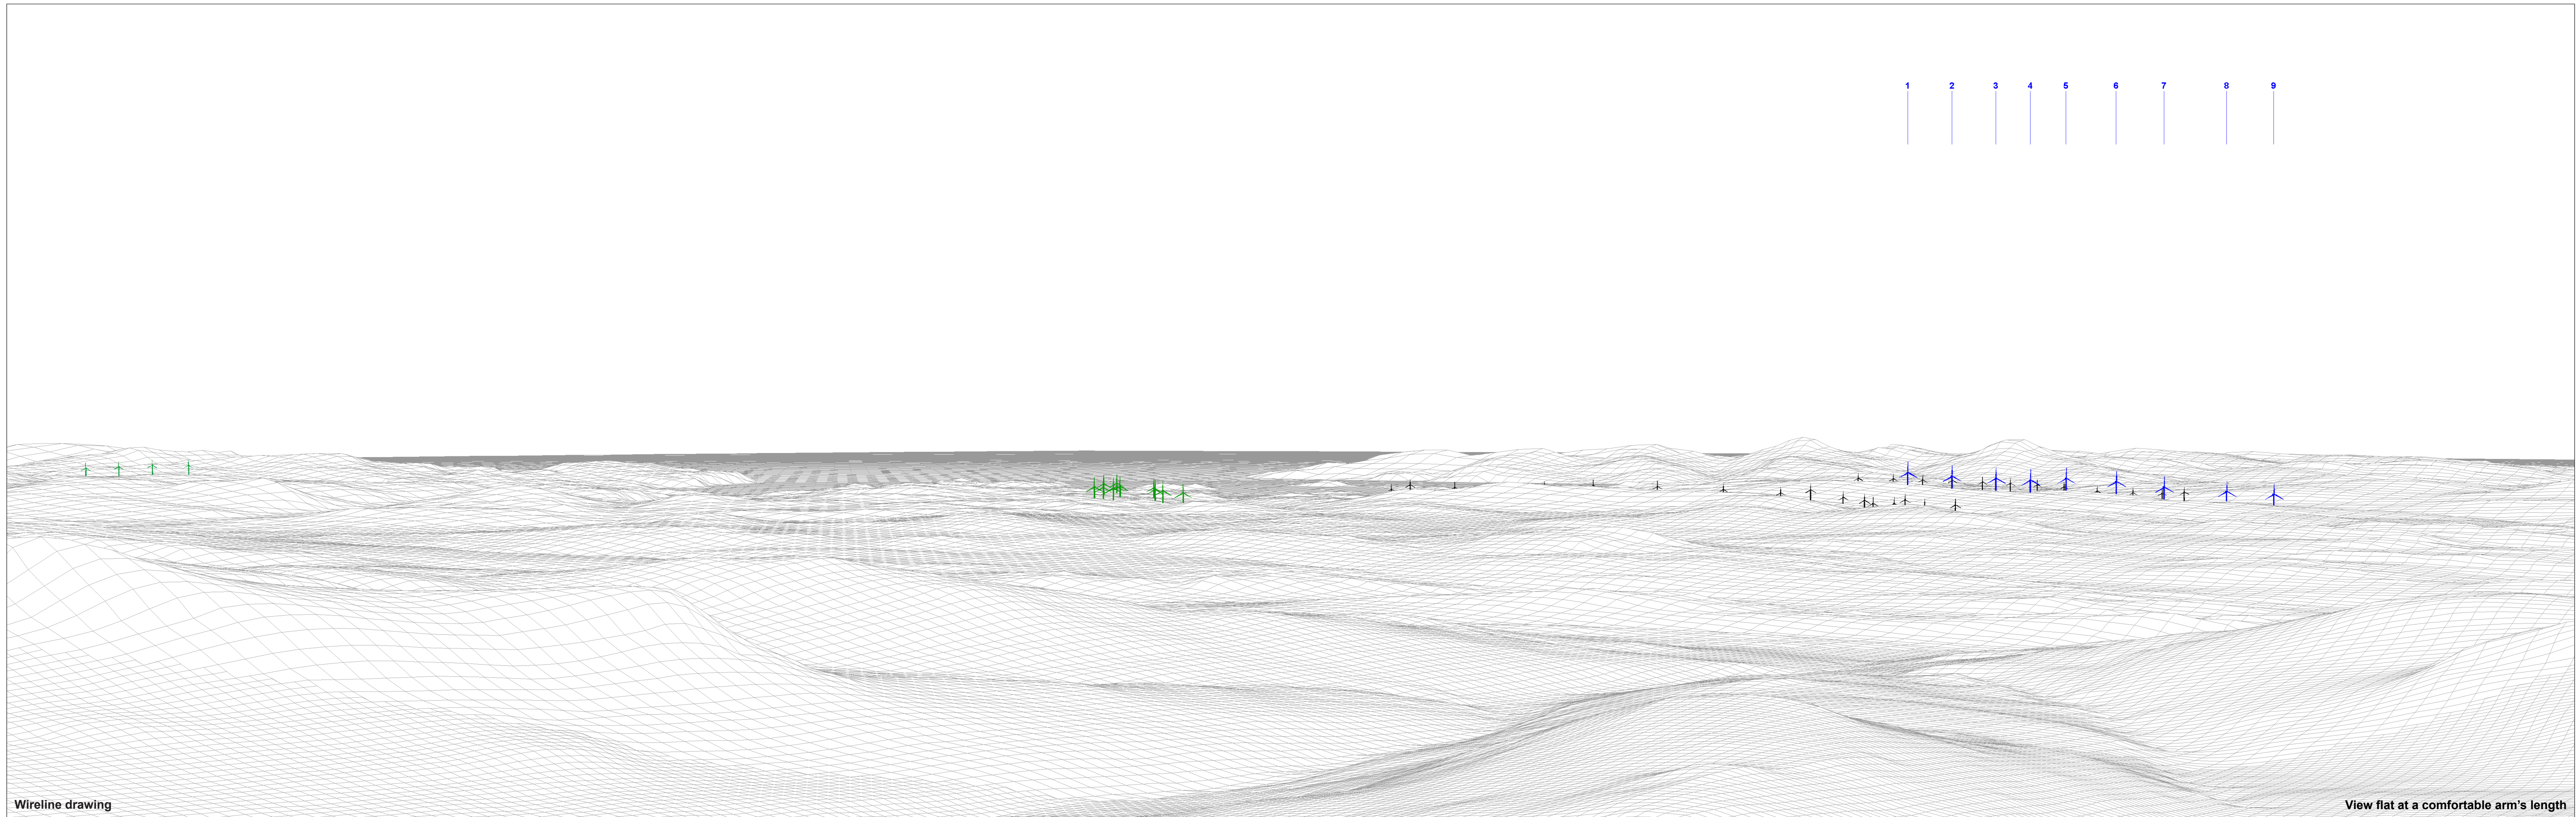 1 2 3 4 5 6 7 8 9
Wireline drawing
View flat at a comfortable arm's length